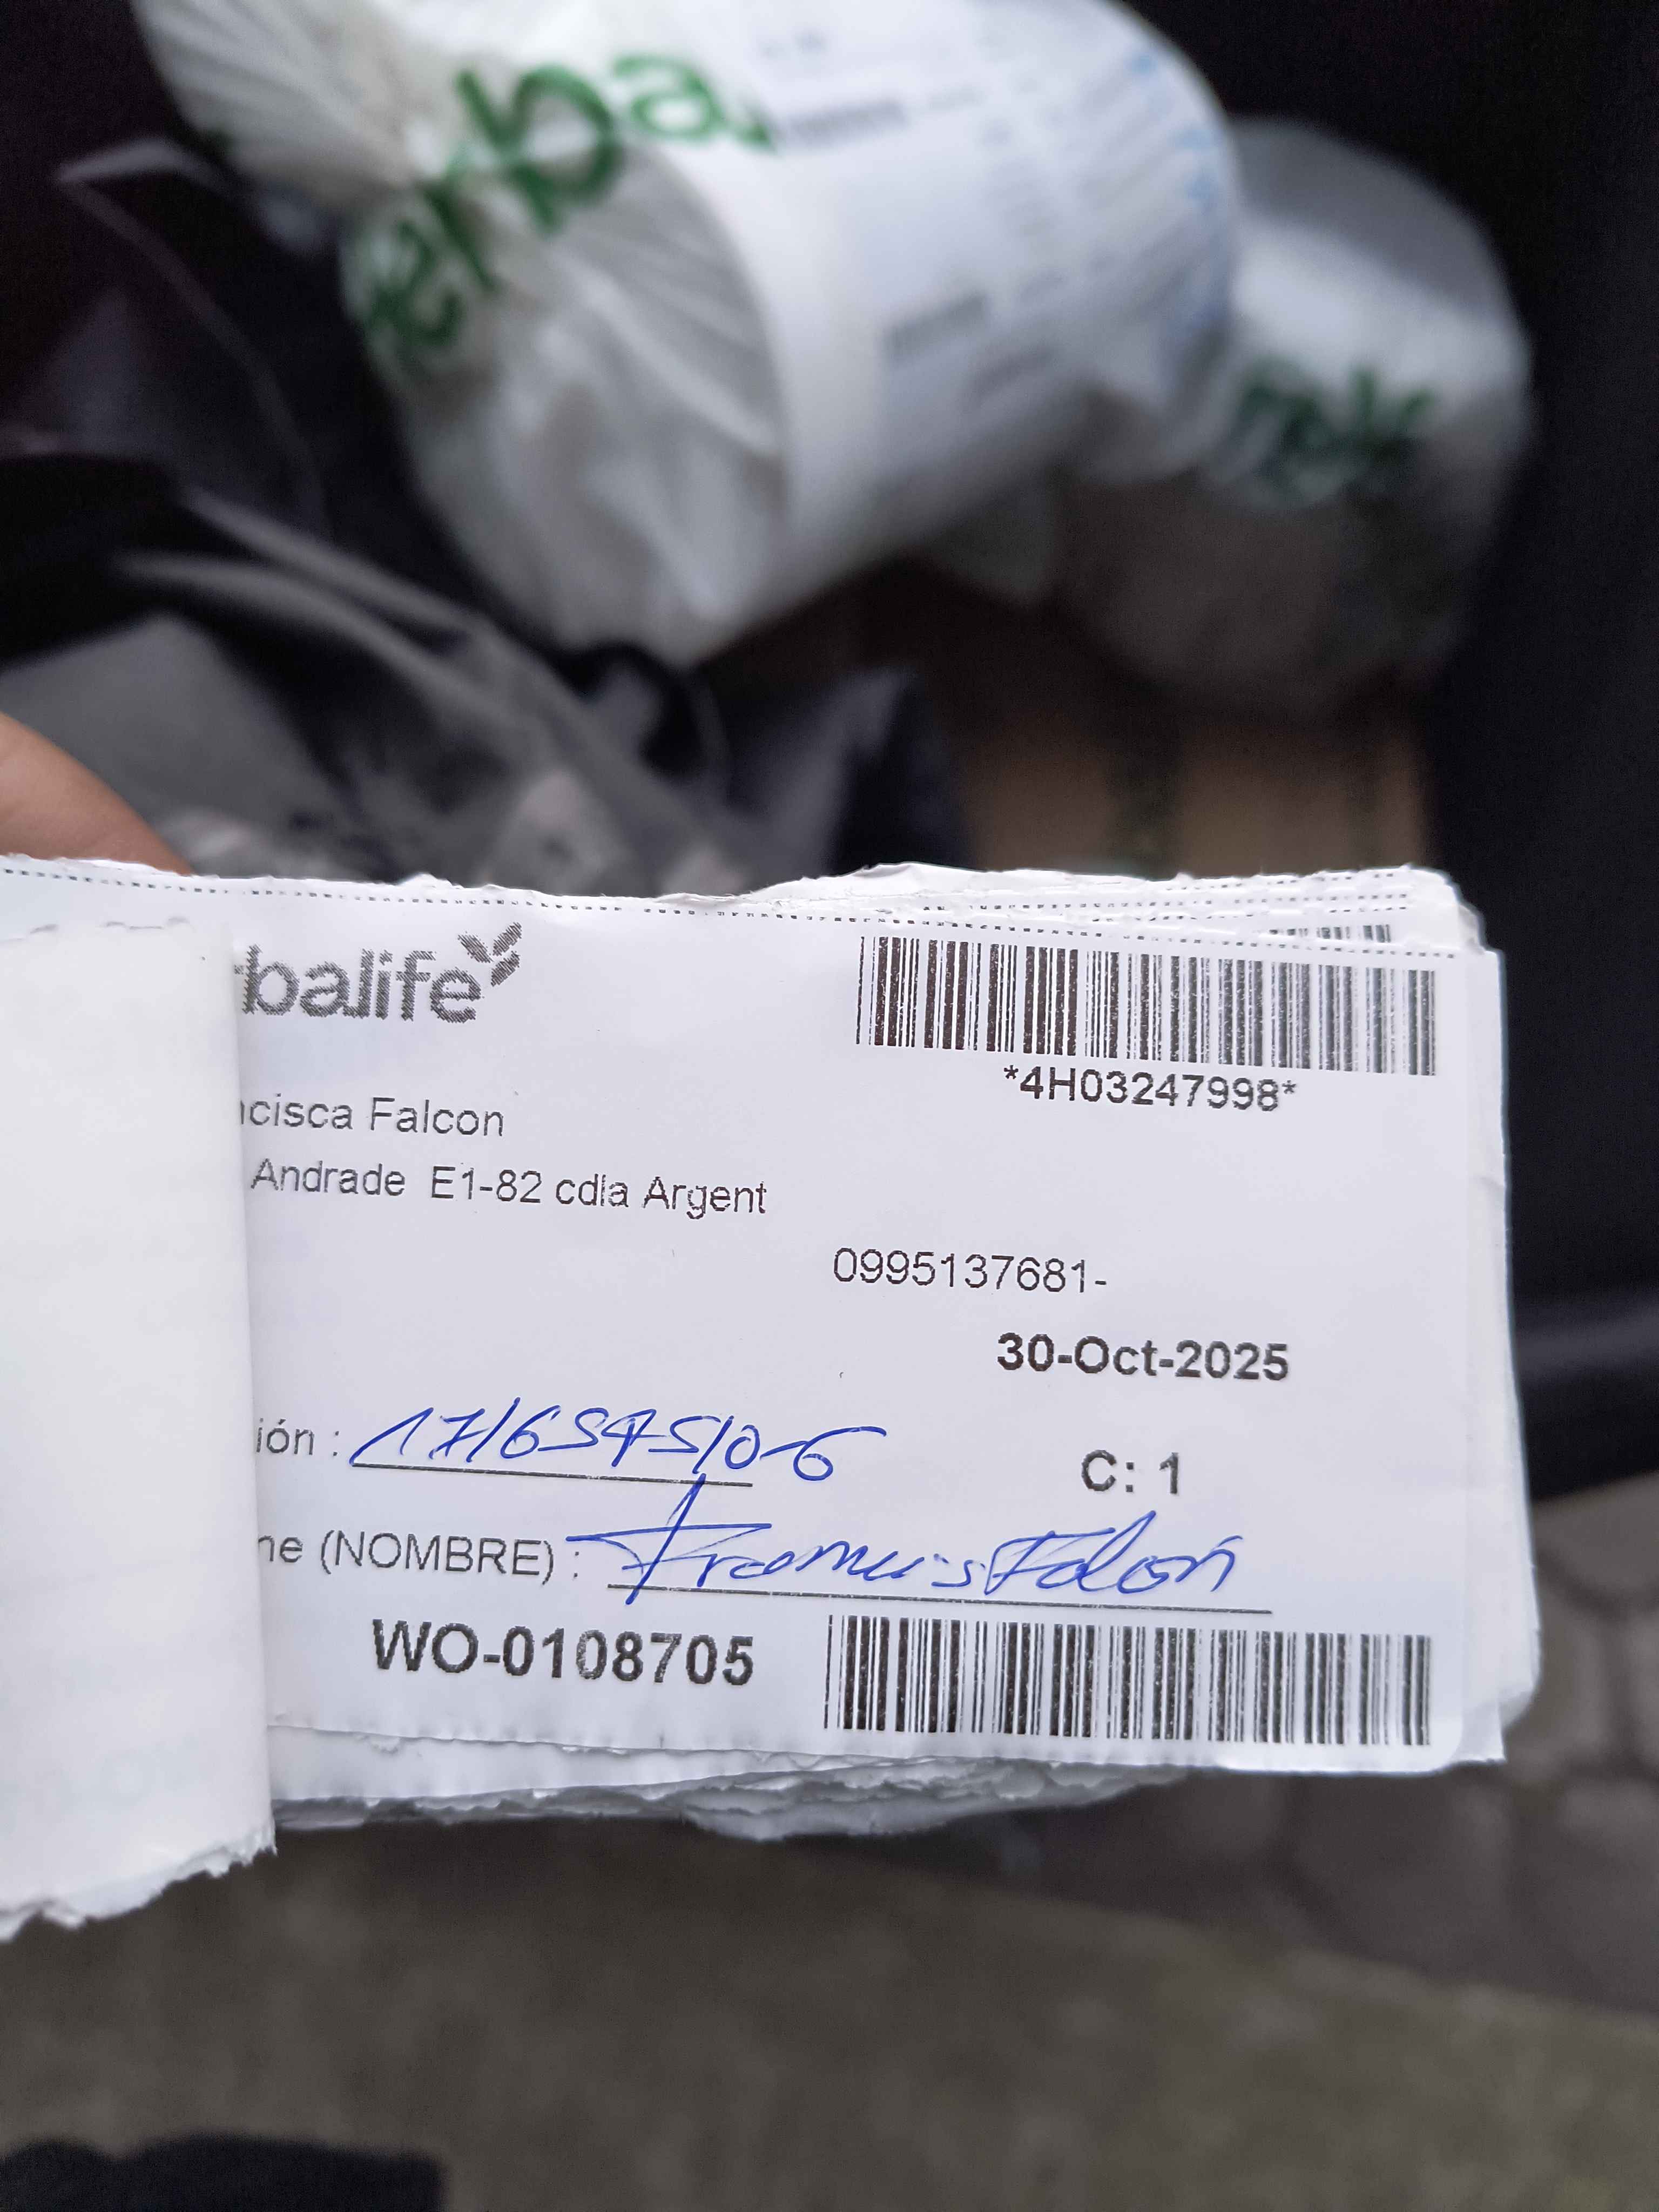 balife
*4H03247998*
ncisca Falcon
Andrade E1-82 cdla Argent
0995137681-
30-Oct-2025
ión :
C: 1
ne (NOMBRE) :
WO-0108705